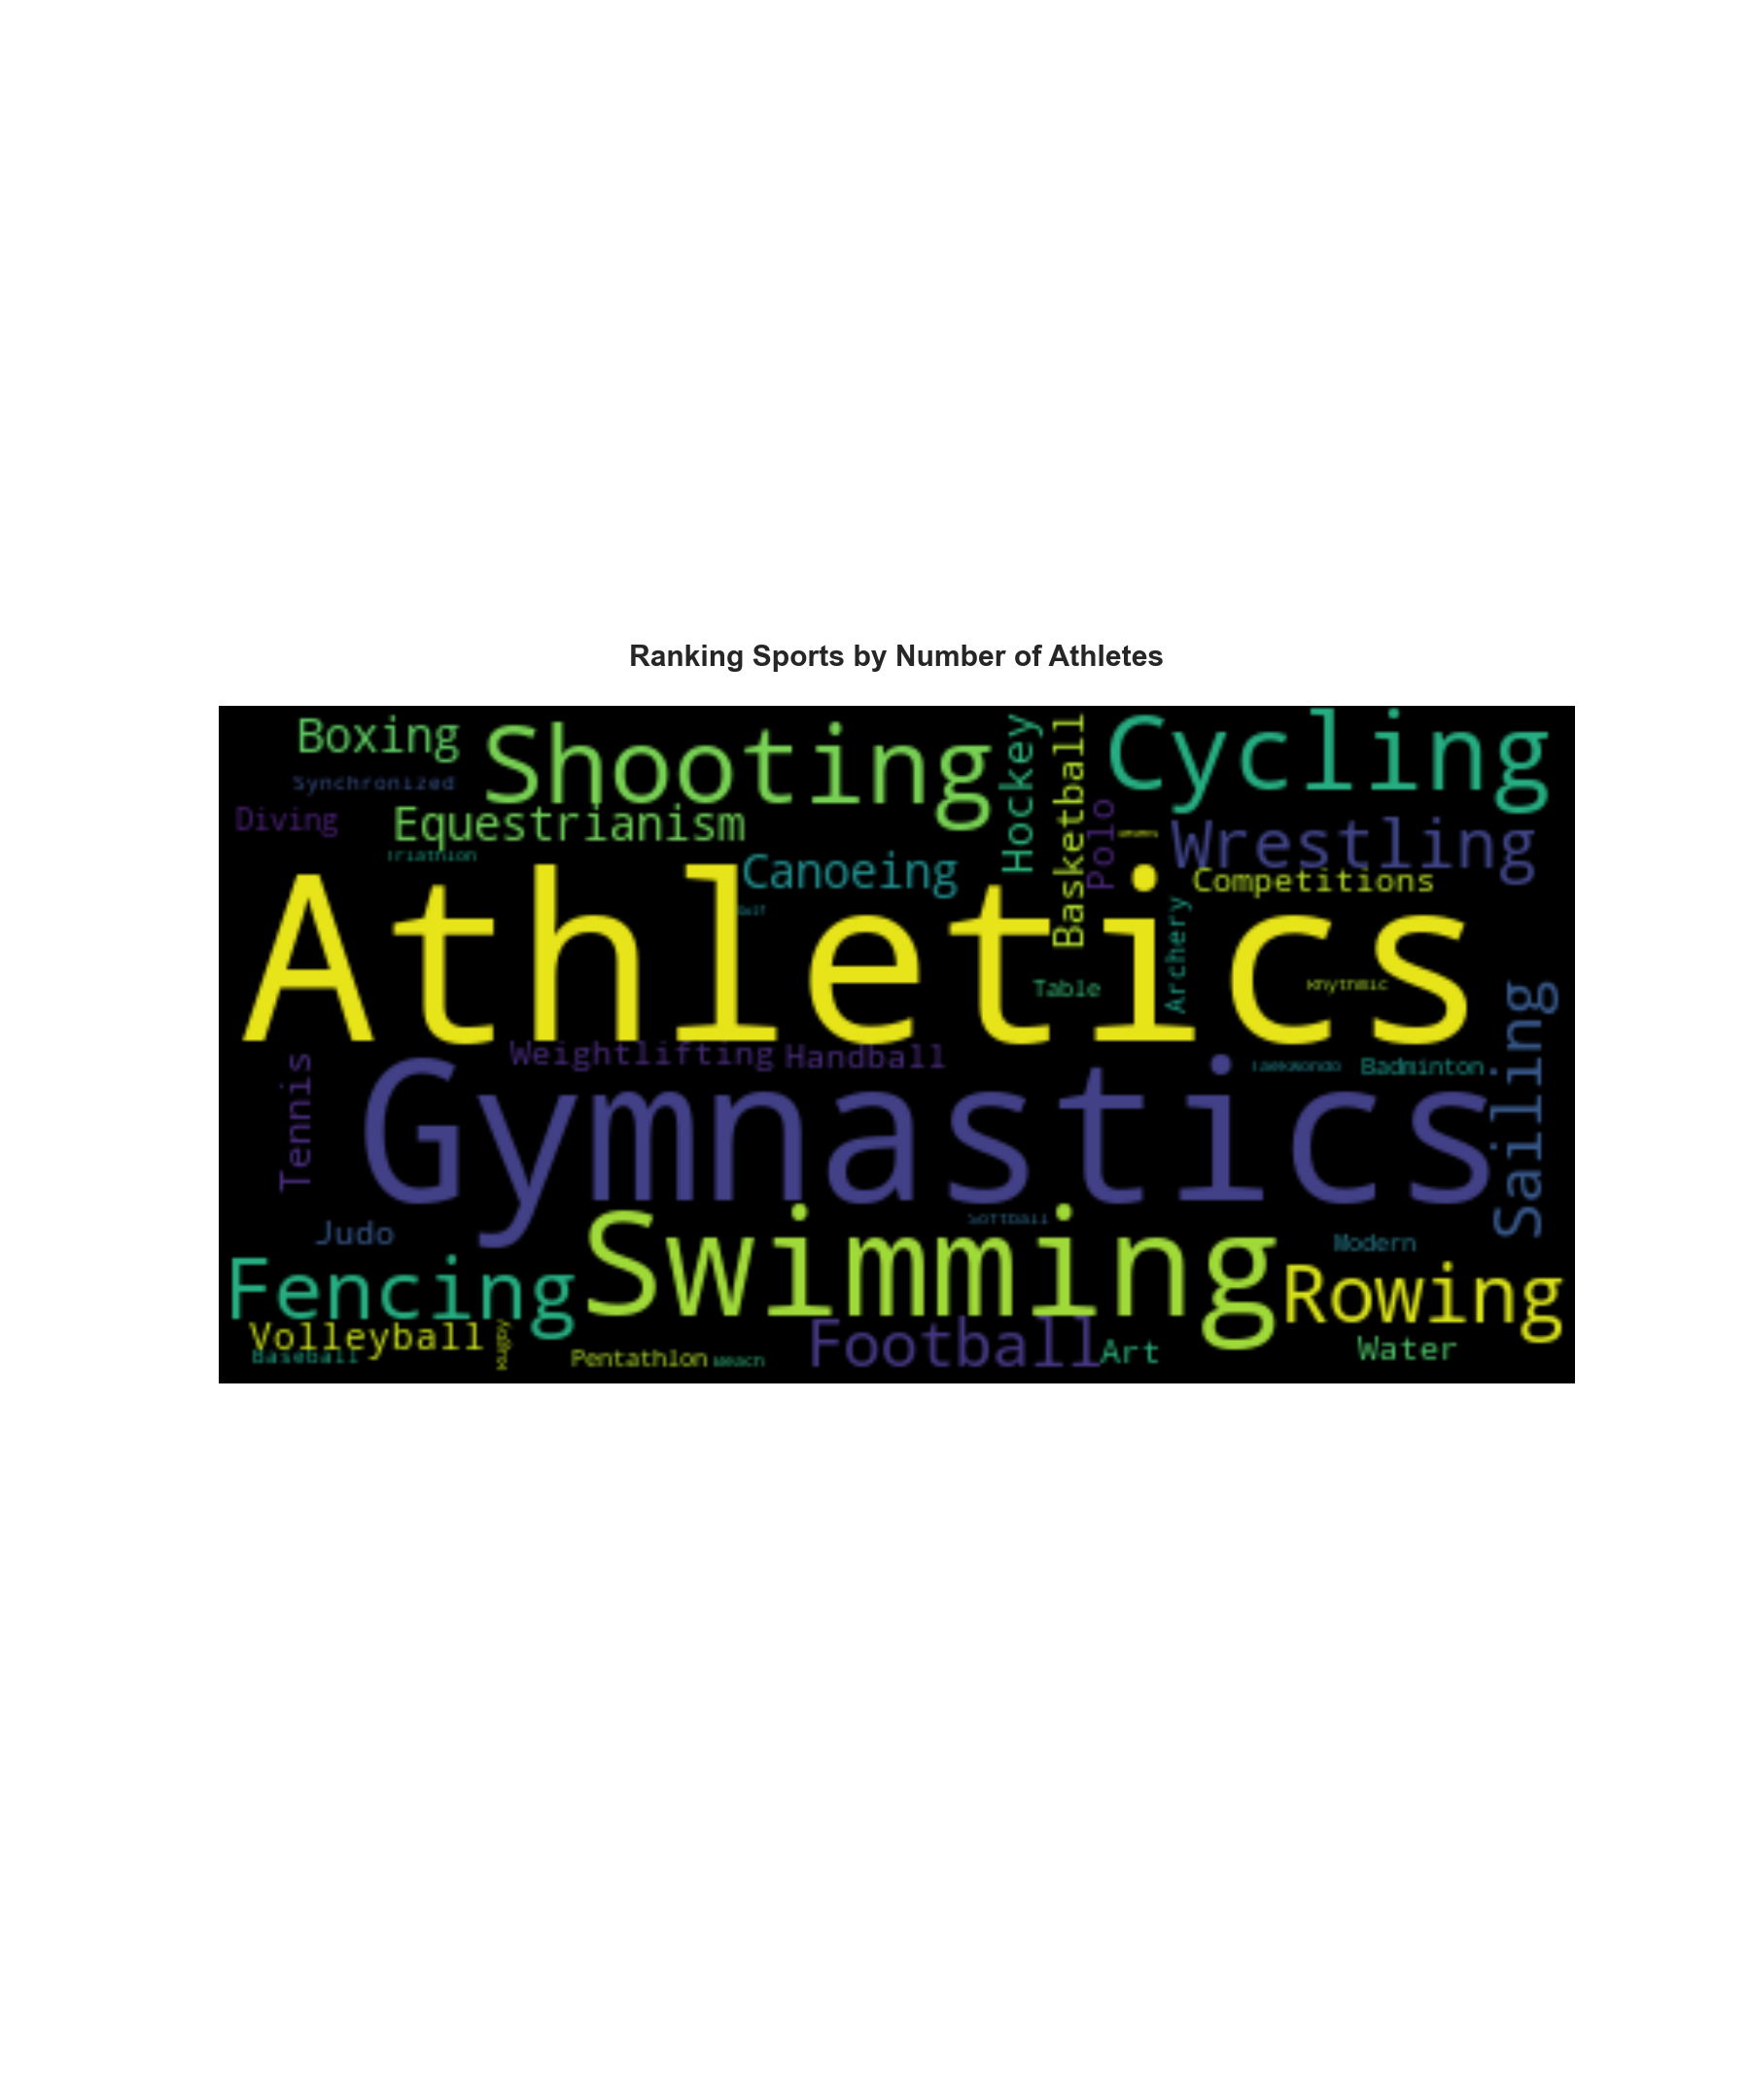 Ranking Sports by Number of Athletes
Boxing
Shooting
Hockey
Basketball
Cycling
Synchronized
Diving
Equestrianism
Polo
Wrestling
Triathlon
Canoeing
Competitions
Athletics
Golf
Archery
Table
Rhythmic
Sailing
Tennis
Weightlifting
Handball
Taekwondo
Badminton
Gymnastics
Judo
Softball
Modern
Swimming
Fencing
Rowing
Volleyball
Baseball
Rugby
Pentathlon
Beach
Football
Art
Water